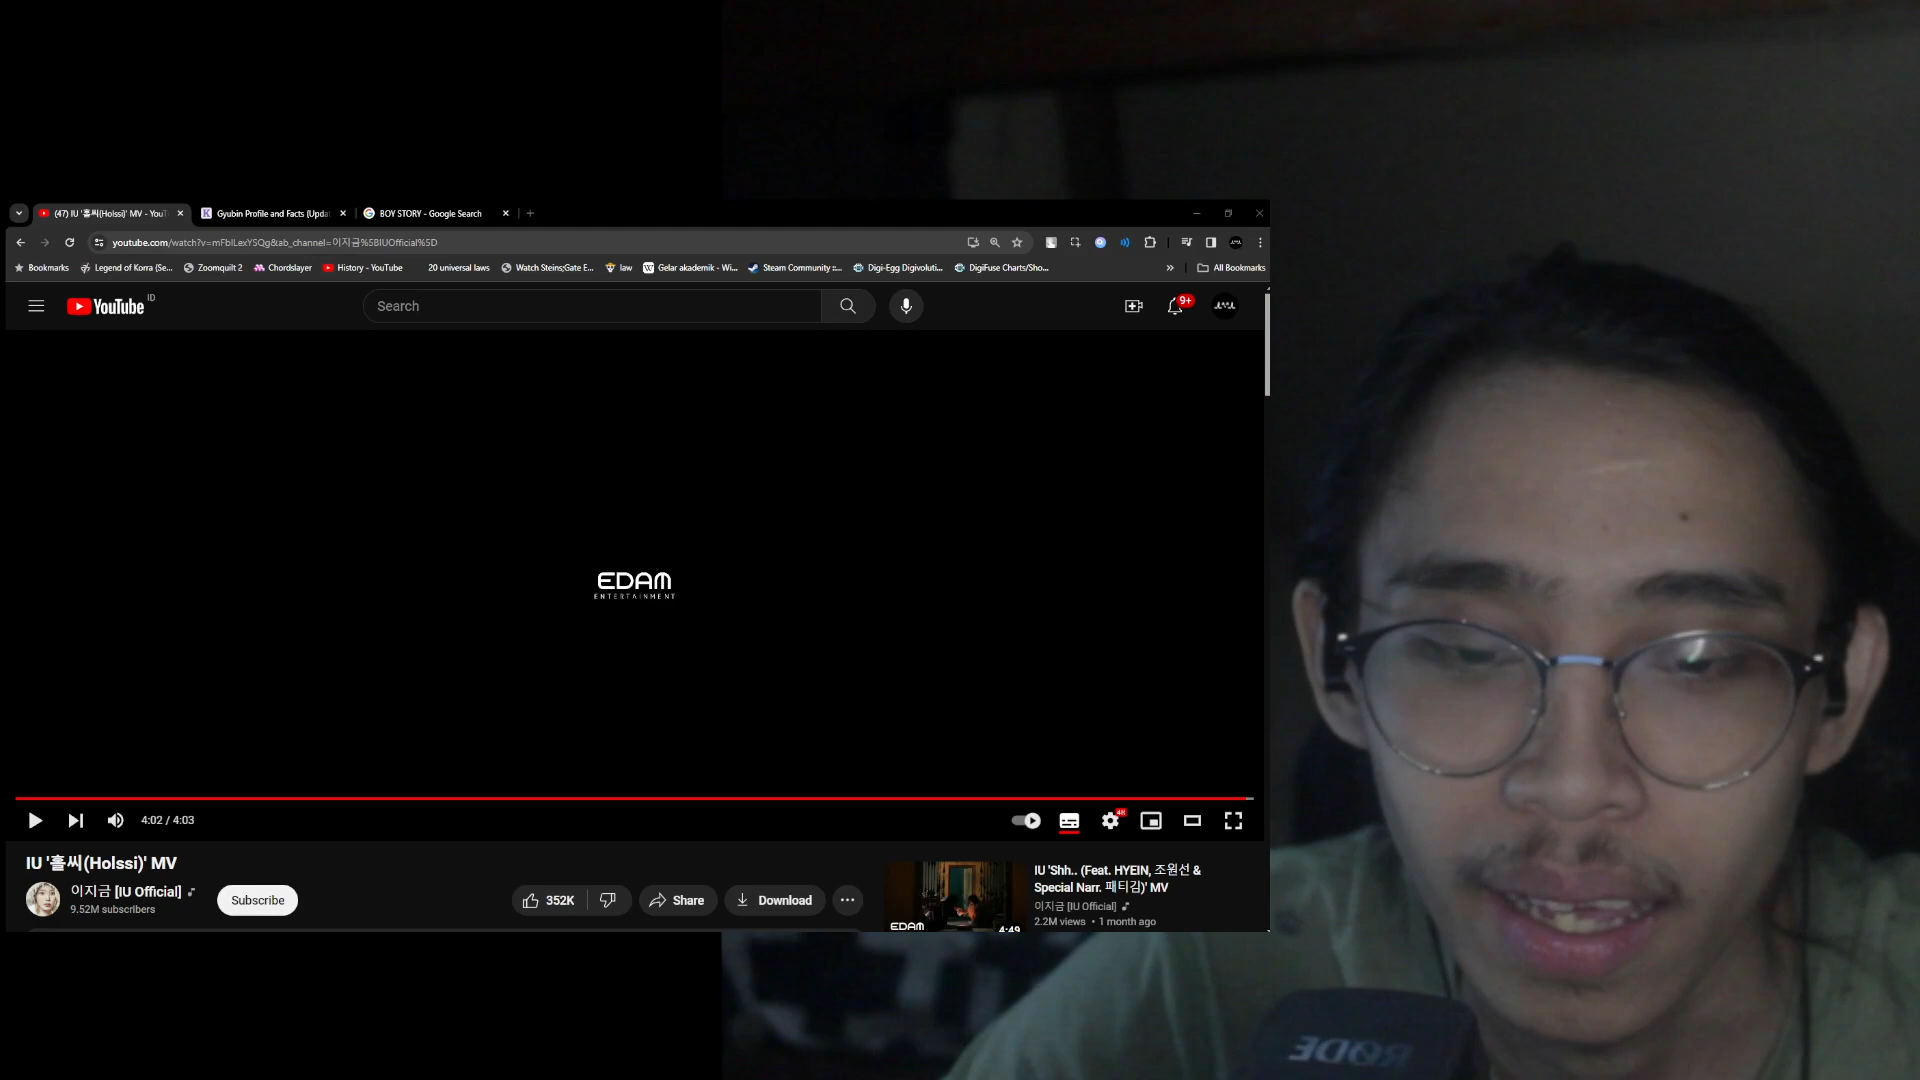 (47) IU '홀씨(Holssi)' MV - YouT
Gyubin Profile and Facts (Upda
BOY STORY - Google Search
youtube.com/watch?v=mFbILexYSQg&ab_channel=이지금%5BIUOfficial%5D
Bookmarks
Legend of Korra (Se...
Zoomquilt 2
Chordslayer
History - YouTube
20 universal laws
Watch Steins;Gate E...
law
Gelar akademik - Wi...
Steam Community ::...
Digi-Egg Digivoluti...
DigiFuse Charts/Sho...
»
All Bookmarks
YouTube ID
Search
9+
EDAM
ENTERTAINMENT
4:02 / 4:03
4K
IU '홀씨(Holssi)' MV
이지금 [IU Official]
9.52M subscribers
Subscribe
352K
Share
Download
IU 'Shh.. (Feat. HYEIN, 조원선 &
Special Narr. 패티김)' MV
이지금 [IU Official]
2.2M views • 1 month ago
EDAM
4:49
RØDE